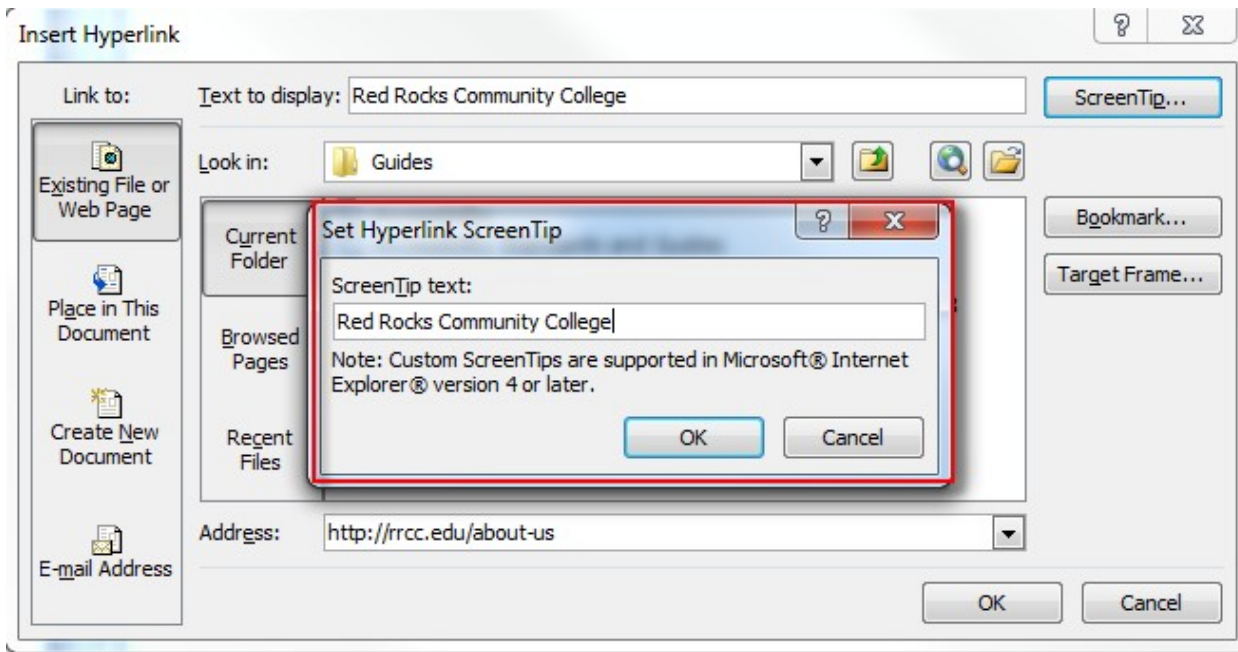 Insert Hyperlink
Link to:
Text to display: Red Rocks Community College
ScreenTip...
Existing File or
Web Page
Look in: Guides
Bookmark...
Target Frame...
Current
Folder
Set Hyperlink ScreenTip
ScreenTip text:
Red Rocks Community College
Note: Custom ScreenTips are supported in Microsoft® Internet
Explorer® version 4 or later.
OK Cancel
Place in This
Document
Browsed
Pages
Create New
Document
Recent
Files
Address: http://rrcc.edu/about-us
E-mail Address
OK Cancel